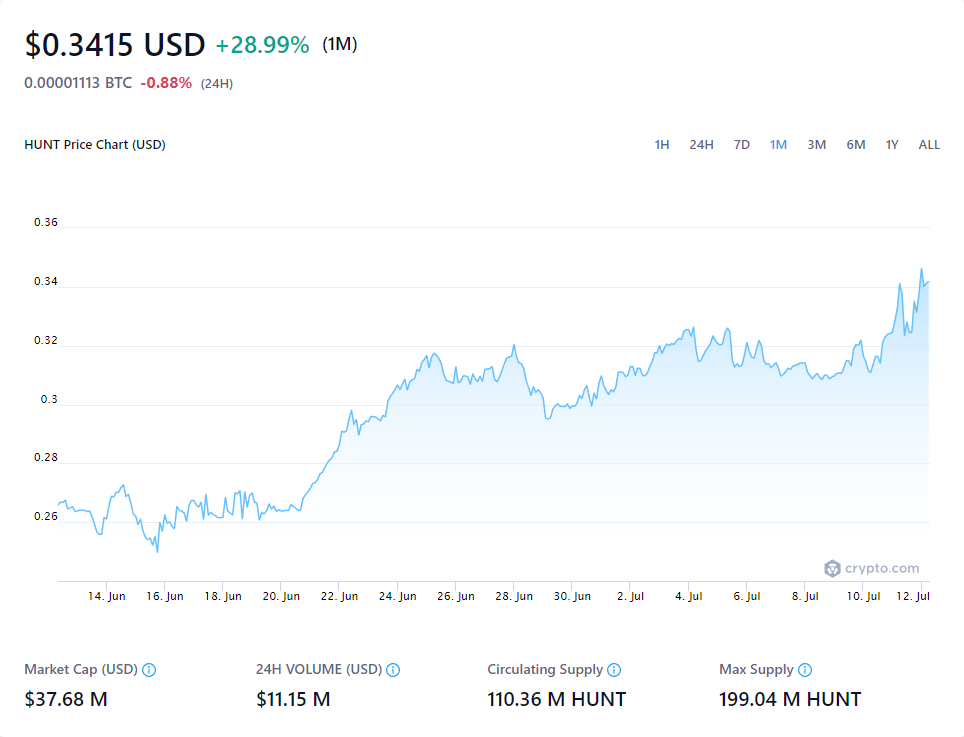 $0.3415 USD +28.99% (1M)
0.00001113 BTC -0.88% (24H)
HUNT Price Chart (USD) 1H 24H 7D 1M 3M 6M 1Y ALL
0.36
0.34
0.32
0.3
0.28
0.26
crypto.com
14. Jun 16. Jun 18. Jun 20. Jun 22. Jun 24. Jun 26. Jun 28. Jun 30. Jun 2. Jul 4. Jul 6. Jul 8. Jul 10. Jul 12. Jul
Market Cap (USD) 24H VOLUME (USD) Circulating Supply Max Supply
$37.68 M $11.15 M 110.36 M HUNT 199.04 M HUNT